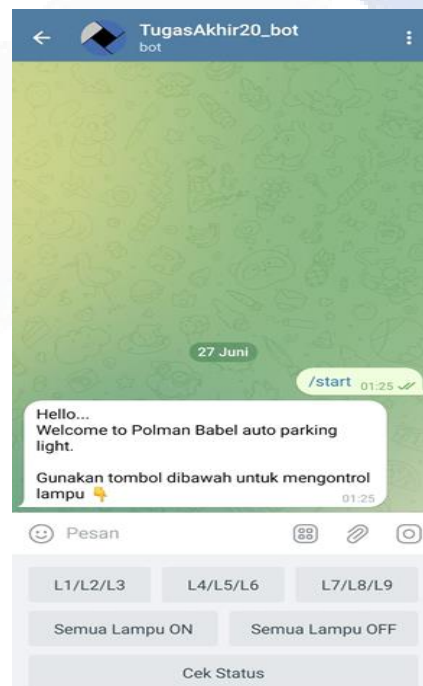 TugasAkhir20_bot
bot
27 Juni
/start 01:25
Hello...
Welcome to Polman Babel auto parking
light.
Gunakan tombol dibawah untuk mengontrol
lampu 👇 01:25
Pesan
L1/L2/L3 L4/L5/L6 L7/L8/L9
Semua Lampu ON Semua Lampu OFF
Cek Status